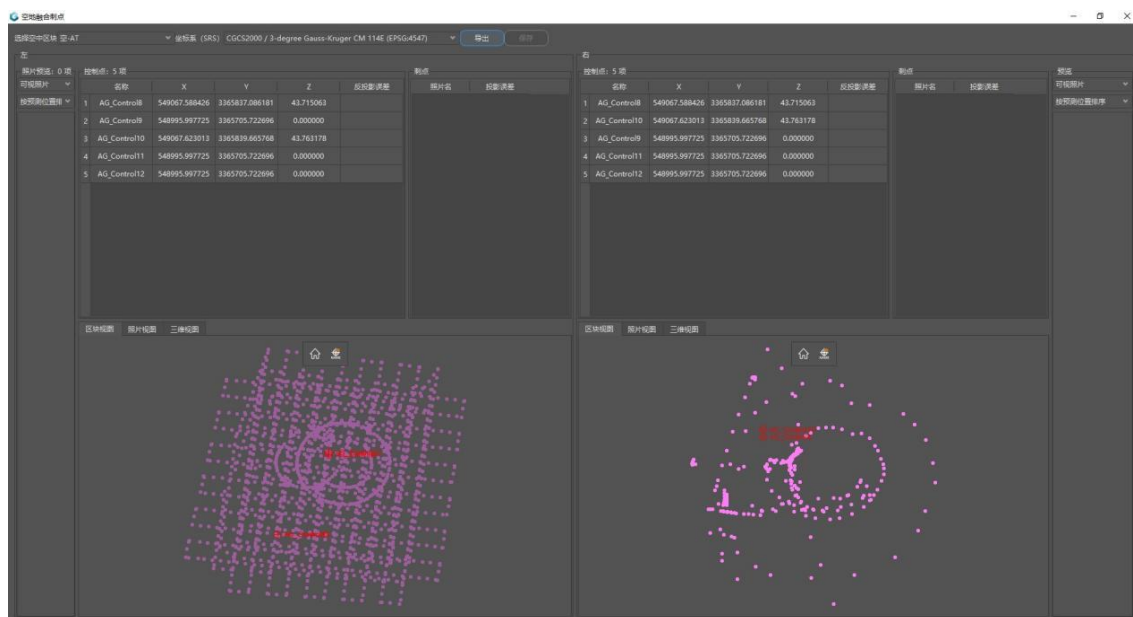 空地融合刺点
选择空中区块 空-AT 坐标系（SRS） CGCS2000 / 3-degree Gauss-Kruger CM 114E (EPSG:4547) 导出 保存
左
照片预览: 0 项
可视照片
按预测位置排
控制点: 5 项
名称 X Y Z 反投影误差
1 AG_Control8 549067.588426 3365837.086181 43.715063
2 AG_Control9 548995.997725 3365705.722696 0.000000
3 AG_Control10 549067.623013 3365839.665768 43.763178
4 AG_Control11 548995.997725 3365705.722696 0.000000
5 AG_Control12 548995.997725 3365705.722696 0.000000
刺点
照片名 投影误差
区块视图 照片视图 三维视图
右
控制点: 5 项
名称 X Y Z 反投影误差
1 AG_Control8 549067.588426 3365837.086181 43.715063
2 AG_Control10 549067.623013 3365839.665768 43.763178
3 AG_Control9 548995.997725 3365705.722696 0.000000
4 AG_Control11 548995.997725 3365705.722696 0.000000
5 AG_Control12 548995.997725 3365705.722696 0.000000
刺点
照片名 投影误差
预览
可视照片
按预测位置排序
区块视图 照片视图 三维视图